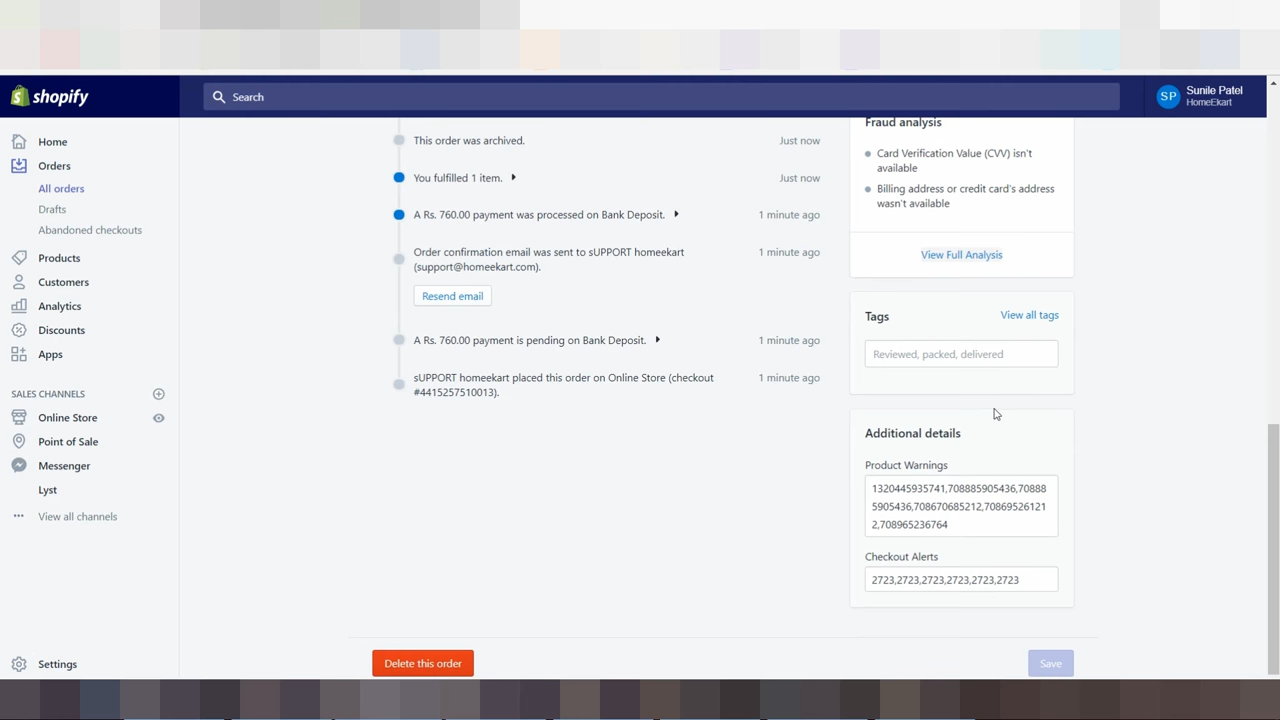 shopify
Search
SP
Sunile Patel
HomeEkart
Home
Orders
All orders
Drafts
Abandoned checkouts
Products
Customers
Analytics
Discounts
Apps
SALES CHANNELS
Online Store
Point of Sale
Messenger
Lyst
View all channels
Settings
This order was archived. Just now
You fulfilled 1 item. Just now
A Rs. 760.00 payment was processed on Bank Deposit. 1 minute ago
Order confirmation email was sent to sUPPORT homeekart 1 minute ago
(support@homeekart.com).
Resend email
A Rs. 760.00 payment is pending on Bank Deposit. 1 minute ago
sUPPORT homeekart placed this order on Online Store (checkout 1 minute ago
#4415257510013).
Delete this order
Fraud analysis
Card Verification Value (CVV) isn't
available
Billing address or credit card's address
wasn't available
View Full Analysis
Tags View all tags
Reviewed, packed, delivered
Additional details
Product Warnings
1320445935741,708885905436,70888
5905436,708670685212,70869526121
2,708965236764
Checkout Alerts
2723,2723,2723,2723,2723,2723
Save